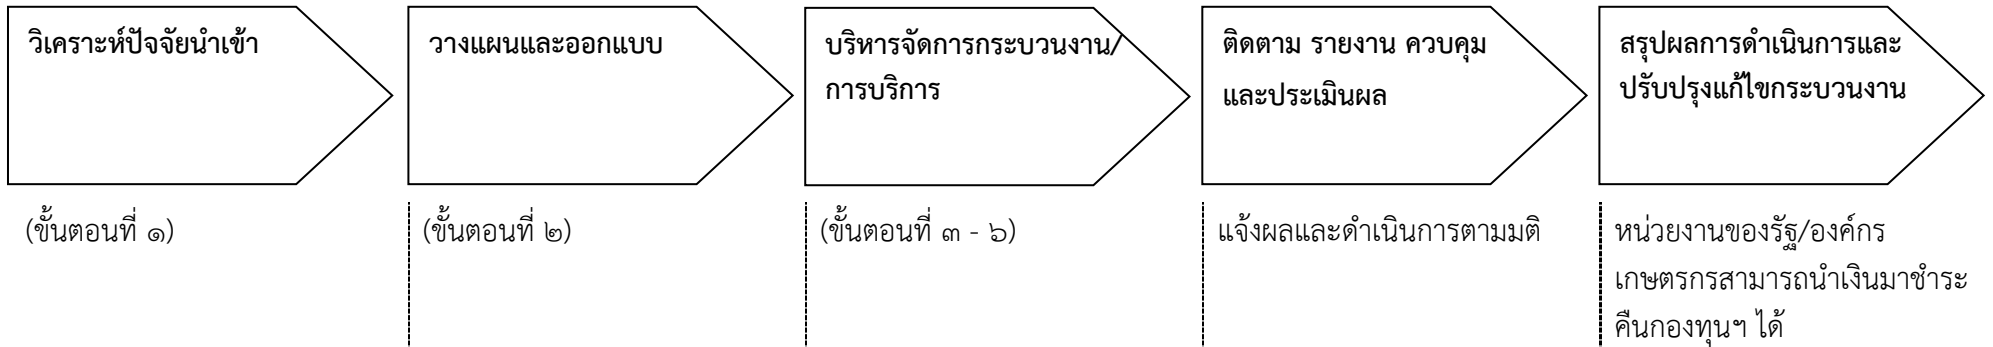 วิเคราะห์ปัจจัยนำเข้า
วางแผนและออกแบบ
บริหารจัดการกระบวนงาน/
การบริการ
ติดตาม รายงาน ควบคุม
และประเมินผล
สรุปผลการดำเนินการและ
ปรับปรุงแก้ไขกระบวนงาน
(ขั้นตอนที่ ๑)
(ขั้นตอนที่ ๒)
(ขั้นตอนที่ ๓ - ๖)
แจ้งผลและดำเนินการตามมติ
หน่วยงานของรัฐ/องค์กร
เกษตรกรสามารถนำเงินมาชำระ
คืนกองทุนฯ ได้